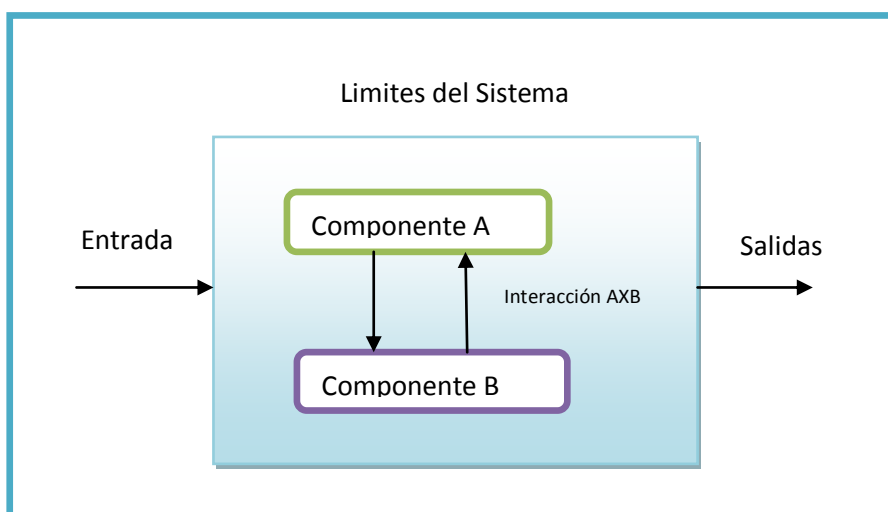 Limites del Sistema
Entrada
Componente A
Salidas
Interacción AXB
Componente B